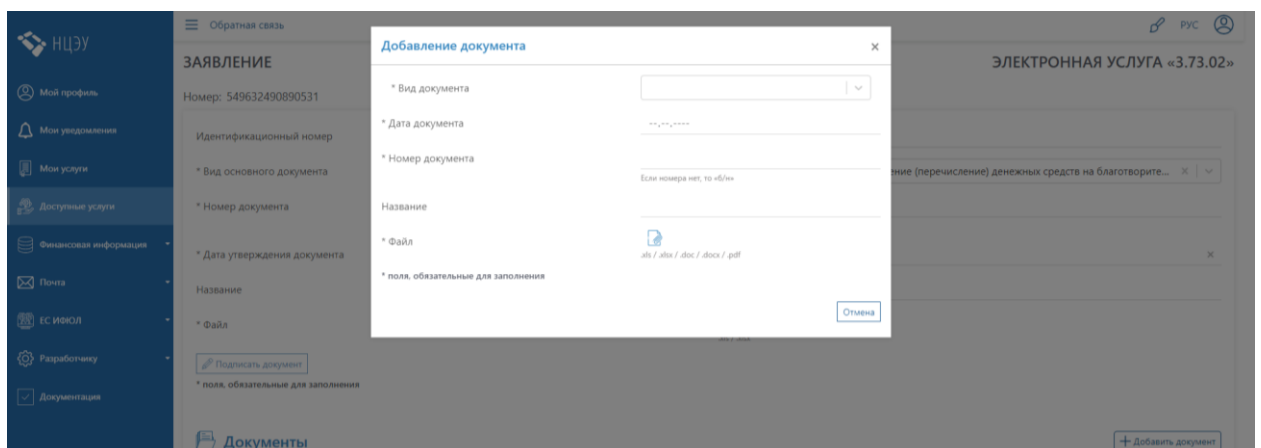 НЦЭУ
Мой профиль
Мои уведомления
Мои услуги
Доступные услуги
Финансовая информация
Почта
ЕС ИФЮЛ
Разработчику
Документация
Обратная связь
РУС
ЗАЯВЛЕНИЕ
ЭЛЕКТРОННАЯ УСЛУГА «3.73.02»
Номер: 549632490890531
Идентификационный номер
* Вид основного документа
ние (перечисление) денежных средств на благотворите...
* Номер документа
* Дата утверждения документа
Название
* Файл
.xls / .xlsx
Подписать документ
* поля, обязательные для заполнения
Документы
Добавить документ
Добавление документа
* Вид документа
* Дата документа
--.--.----
* Номер документа
Если номера нет, то «б/н»
Название
* Файл
.xls / .xlsx / .doc / .docx / .pdf
* поля, обязательные для заполнения
Отмена